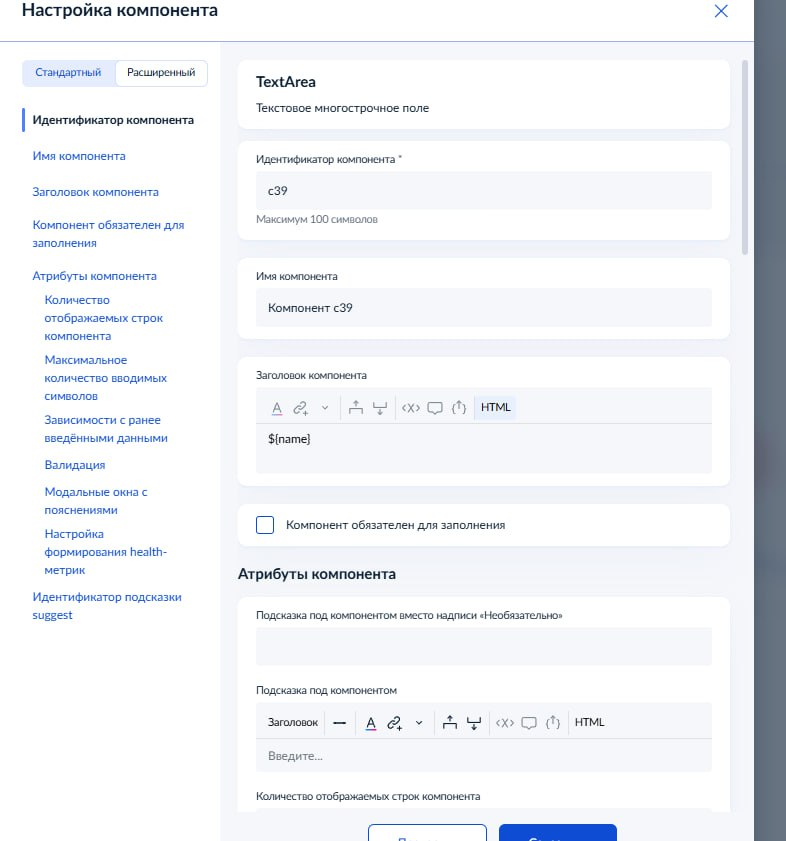 Настройка компонента
Стандартный
Расширенный
Идентификатор компонента
Имя компонента
Заголовок компонента
Компонент обязателен для
заполнения
Атрибуты компонента
Количество
отображаемых строк
компонента
Максимальное
количество вводимых
символов
Зависимости с ранее
введёнными данными
Валидация
Модальные окна с
пояснениями
Настройка
формирования health-
метрик
Идентификатор подсказки
suggest
TextArea
Текстовое многострочное поле
Идентификатор компонента *
c39
Максимум 100 символов
Имя компонента
Компонент c39
Заголовок компонента
A <X> HTML
${name}
Компонент обязателен для заполнения
Атрибуты компонента
Подсказка под компонентом вместо надписи «Необязательно»
Подсказка под компонентом
Заголовок A <X> HTML
Введите...
Количество отображаемых строк компонента